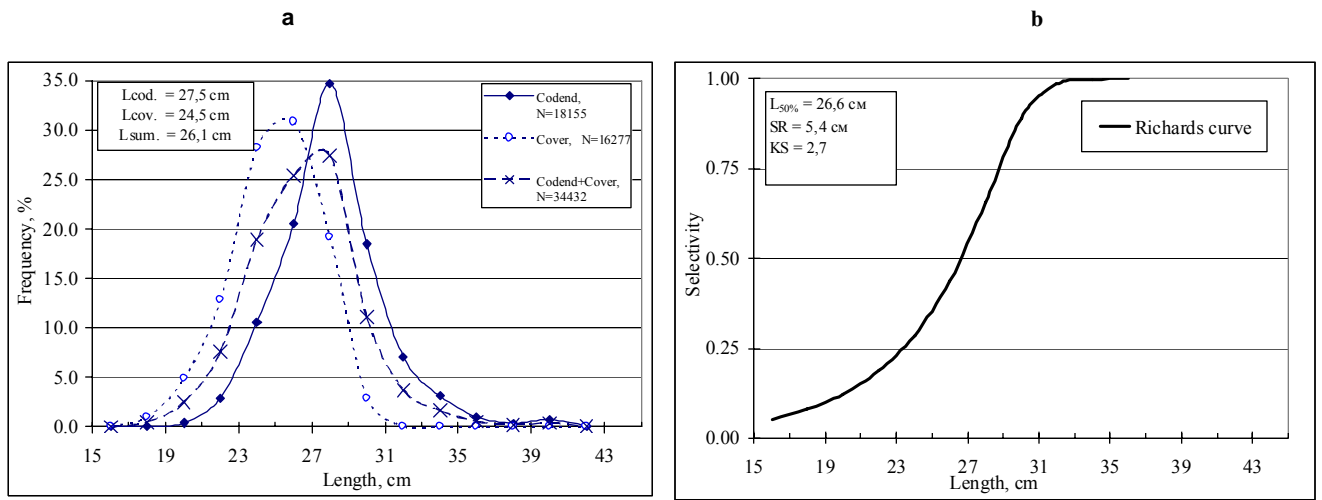 a
b
35.0
30.0
25.0
20.0
15.0
10.0
5.0
0.0
Frequency, %
Lcod. = 27,5 cm
Lcov. = 24,5 cm
Lsum. = 26,1 cm
Codend,
N=18155
Cover, N=16277
Codend+Cover,
N=34432
15 19 23 27 31 35 39 43
Length, cm
1.00
0.75
0.50
0.25
0.00
Selectivity
L50% = 26,6 см
SR = 5,4 см
KS = 2,7
Richards curve
15 19 23 27 31 35 39 43
Length, cm